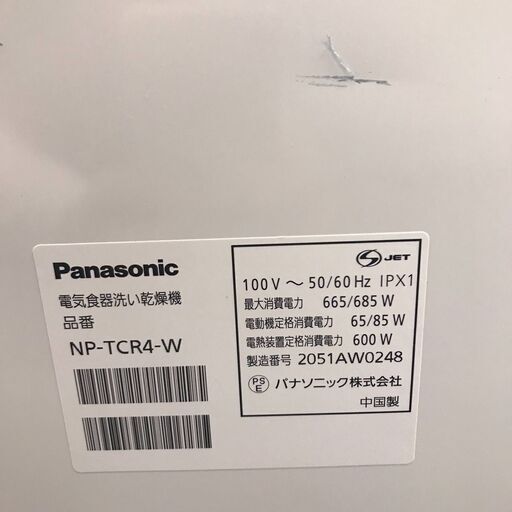 Panasonic
電気食器洗い乾燥機
品番
NP-TCR4-W
JET
100V ～ 50/60Hz IPX1
最大消費電力 665/685 W
電動機定格消費電力 65/85 W
電熱装置定格消費電力 600 W
製造番号 2051AW0248
PSE パナソニック株式会社
中国製